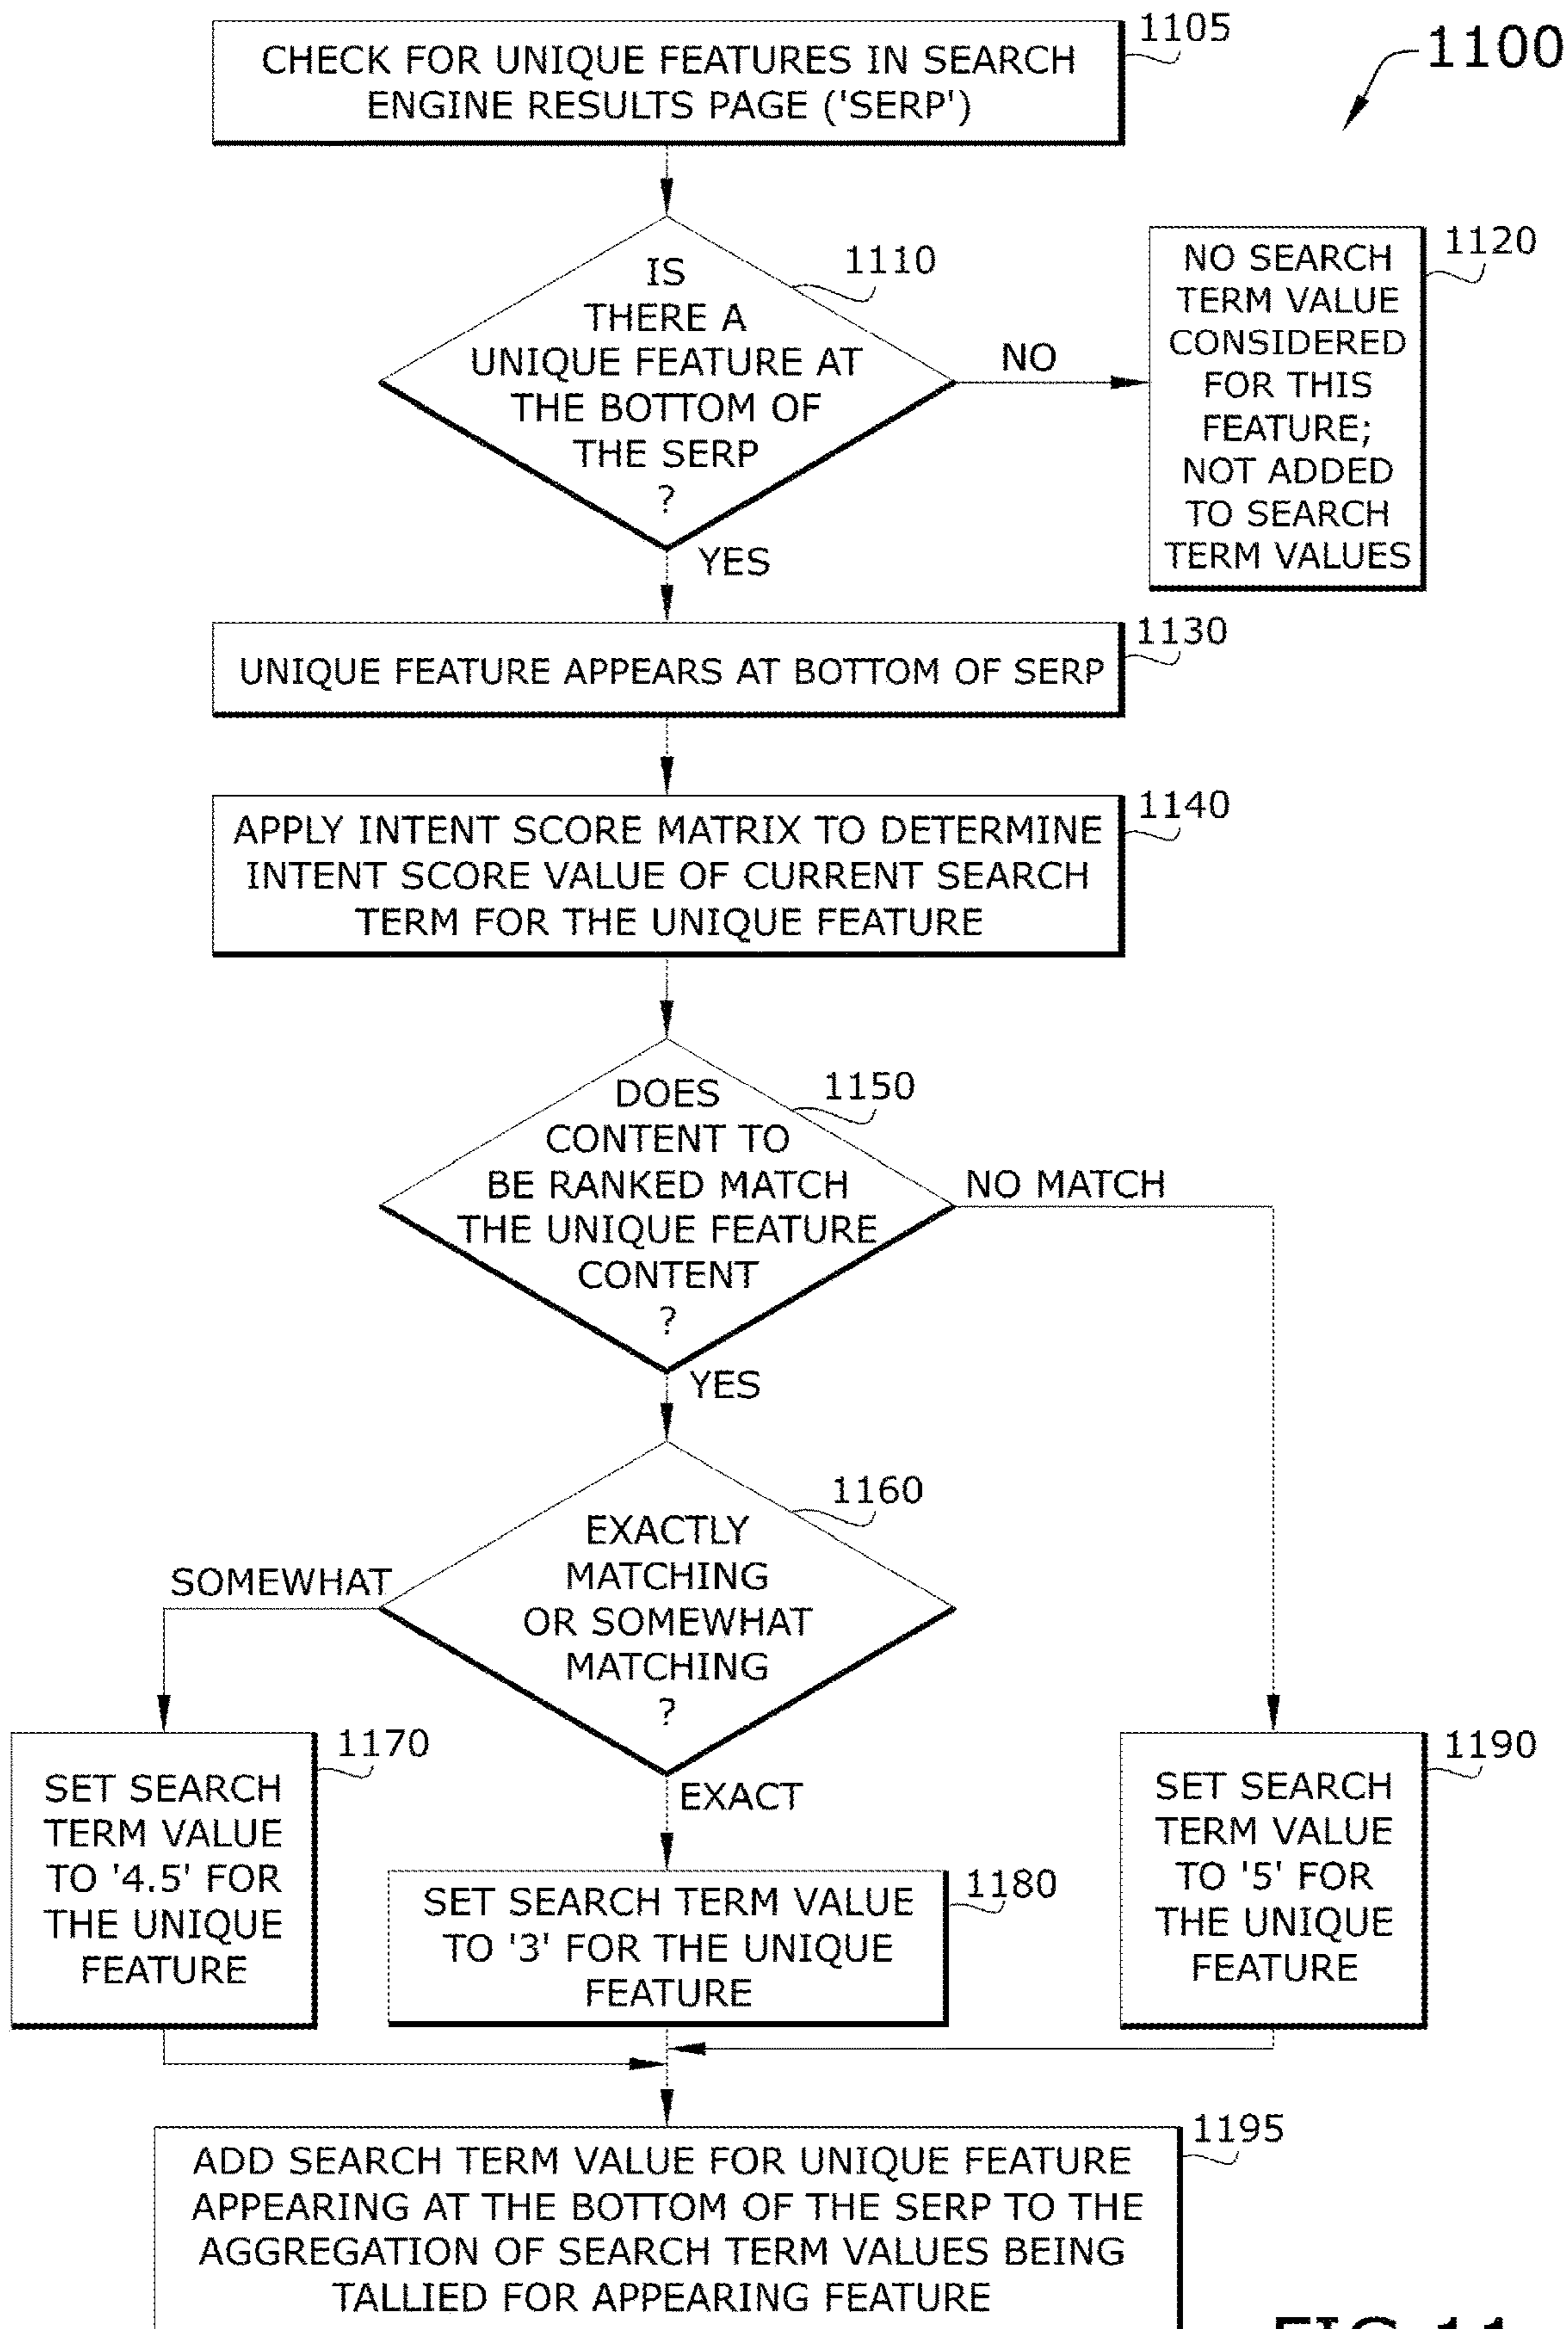 1100
1105
CHECK FOR UNIQUE FEATURES IN SEARCH
ENGINE RESULTS PAGE ('SERP')
1110
IS
THERE A
UNIQUE FEATURE AT
THE BOTTOM OF
THE SERP
?
NO
1120
NO SEARCH
TERM VALUE
CONSIDERED
FOR THIS
FEATURE;
NOT ADDED
TO SEARCH
TERM VALUES
YES
1130
UNIQUE FEATURE APPEARS AT BOTTOM OF SERP
1140
APPLY INTENT SCORE MATRIX TO DETERMINE
INTENT SCORE VALUE OF CURRENT SEARCH
TERM FOR THE UNIQUE FEATURE
1150
DOES
CONTENT TO
BE RANKED MATCH
THE UNIQUE FEATURE
CONTENT
?
NO MATCH
YES
1160
EXACTLY
MATCHING
OR SOMEWHAT
MATCHING
?
SOMEWHAT
EXACT
1170
SET SEARCH
TERM VALUE
TO '4.5' FOR
THE UNIQUE
FEATURE
1180
SET SEARCH TERM VALUE
TO '3' FOR THE UNIQUE
FEATURE
1190
SET SEARCH
TERM VALUE
TO '5' FOR
THE UNIQUE
FEATURE
1195
ADD SEARCH TERM VALUE FOR UNIQUE FEATURE
APPEARING AT THE BOTTOM OF THE SERP TO THE
AGGREGATION OF SEARCH TERM VALUES BEING
TALLIED FOR APPEARING FEATURE
FIG 11